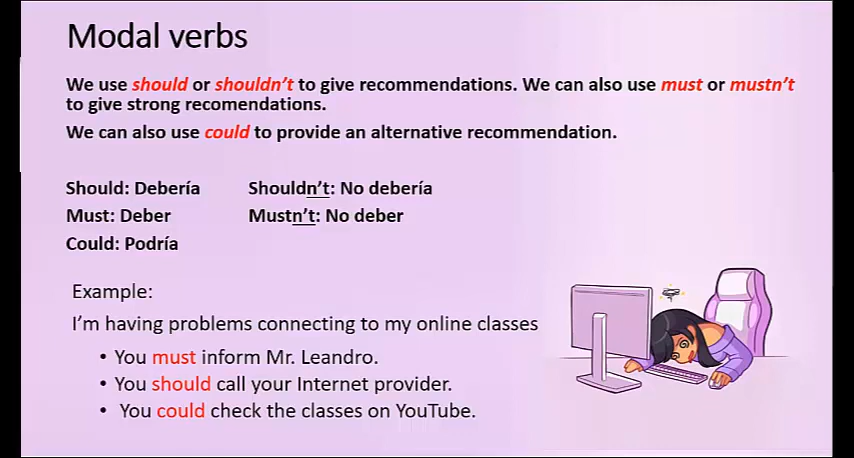 Modal verbs
We use should or shouldn't to give recommendations. We can also use must or mustn't
to give strong recomendations.
We can also use could to provide an alternative recommendation.
Should: Debería Shouldn't: No debería
Must: Deber Mustn't: No deber
Could: Podría
Example:
I'm having problems connecting to my online classes
• You must inform Mr. Leandro.
• You should call your Internet provider.
• You could check the classes on YouTube.